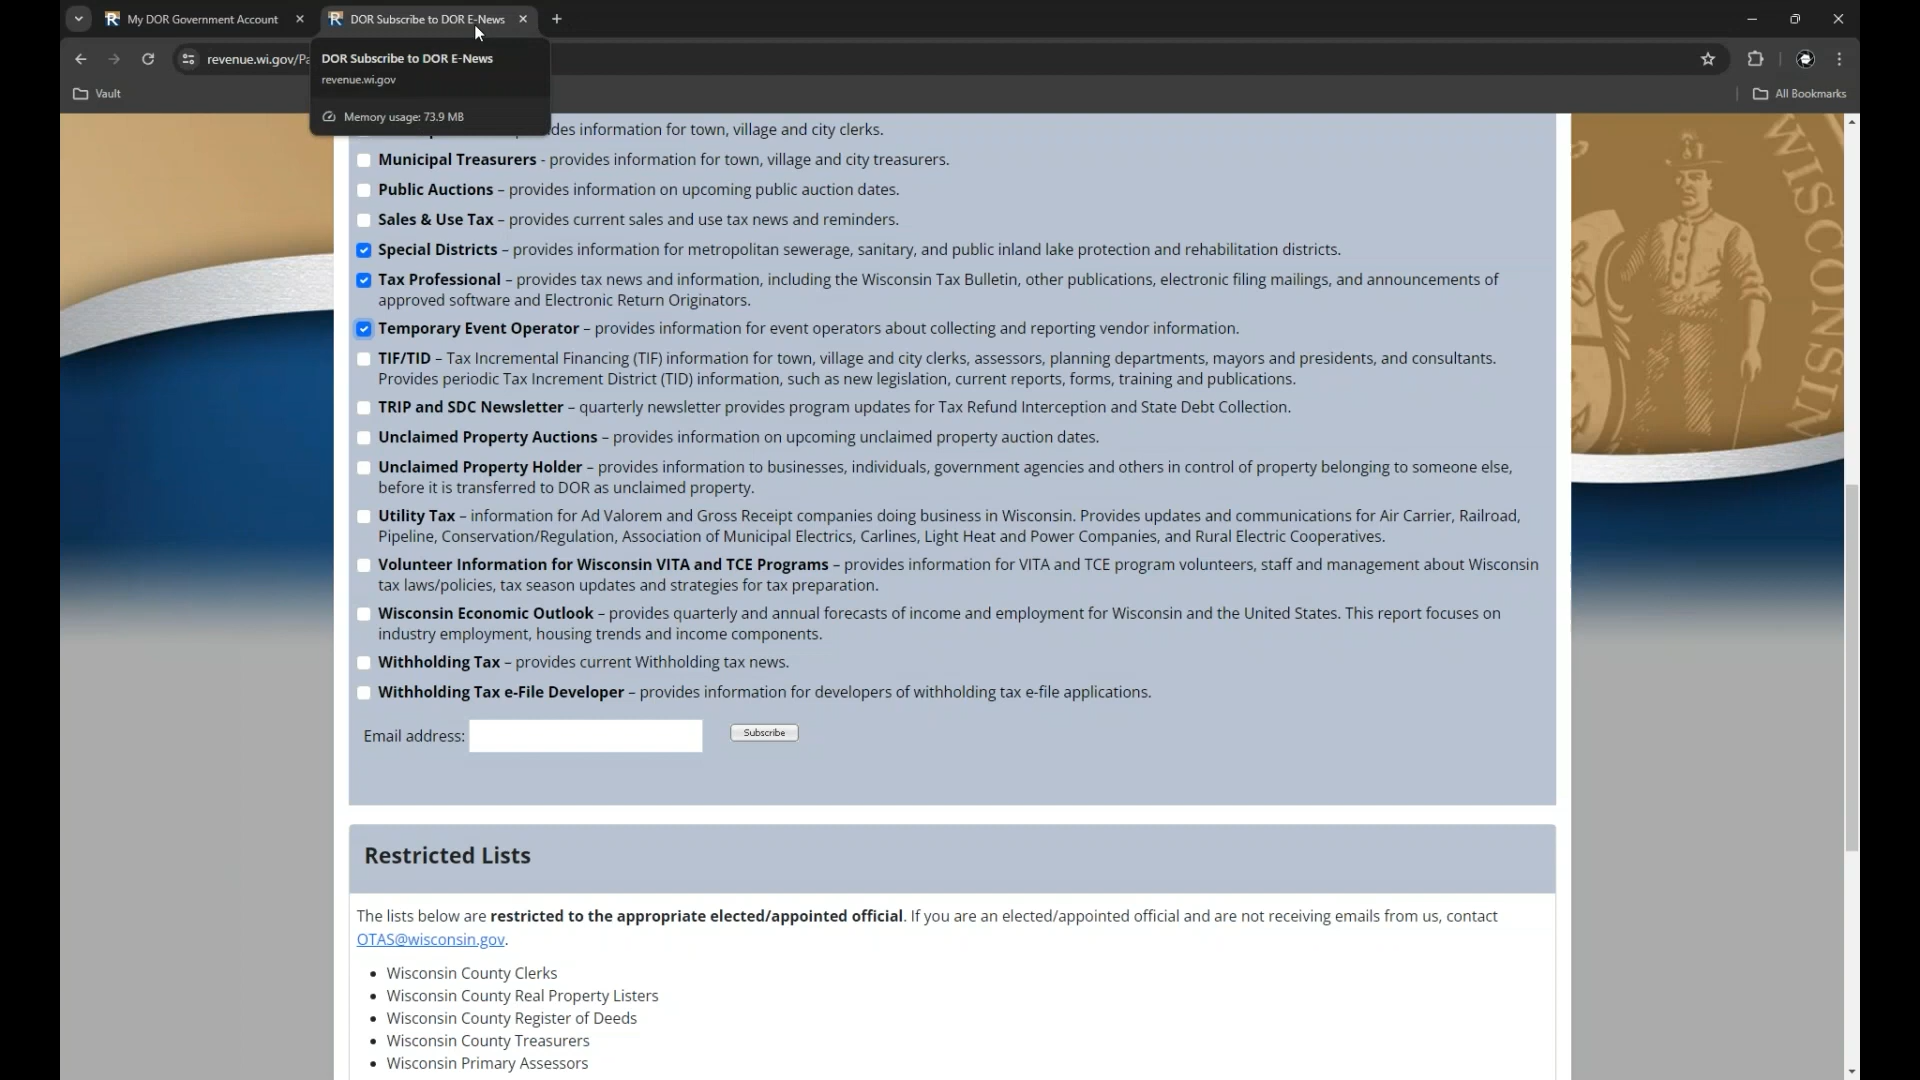 My DOR Government Account
DOR Subscribe to DOR E-News
revenue.wi.gov/Pa
DOR Subscribe to DOR E-News
revenue.wi.gov
Memory usage: 73.9 MB
Vault
All Bookmarks
des information for town, village and city clerks.
Municipal Treasurers - provides information for town, village and city treasurers.
Public Auctions – provides information on upcoming public auction dates.
Sales & Use Tax – provides current sales and use tax news and reminders.
Special Districts – provides information for metropolitan sewerage, sanitary, and public inland lake protection and rehabilitation districts.
Tax Professional – provides tax news and information, including the Wisconsin Tax Bulletin, other publications, electronic filing mailings, and announcements of
approved software and Electronic Return Originators.
Temporary Event Operator – provides information for event operators about collecting and reporting vendor information.
TIF/TID – Tax Incremental Financing (TIF) information for town, village and city clerks, assessors, planning departments, mayors and presidents, and consultants.
Provides periodic Tax Increment District (TID) information, such as new legislation, current reports, forms, training and publications.
TRIP and SDC Newsletter – quarterly newsletter provides program updates for Tax Refund Interception and State Debt Collection.
Unclaimed Property Auctions – provides information on upcoming unclaimed property auction dates.
Unclaimed Property Holder – provides information to businesses, individuals, government agencies and others in control of property belonging to someone else,
before it is transferred to DOR as unclaimed property.
Utility Tax – information for Ad Valorem and Gross Receipt companies doing business in Wisconsin. Provides updates and communications for Air Carrier, Railroad,
Pipeline, Conservation/Regulation, Association of Municipal Electrics, Carlines, Light Heat and Power Companies, and Rural Electric Cooperatives.
Volunteer Information for Wisconsin VITA and TCE Programs – provides information for VITA and TCE program volunteers, staff and management about Wisconsin
tax laws/policies, tax season updates and strategies for tax preparation.
Wisconsin Economic Outlook – provides quarterly and annual forecasts of income and employment for Wisconsin and the United States. This report focuses on
industry employment, housing trends and income components.
Withholding Tax – provides current Withholding tax news.
Withholding Tax e-File Developer – provides information for developers of withholding tax e-file applications.
Email address:
Subscribe
Restricted Lists
The lists below are restricted to the appropriate elected/appointed official. If you are an elected/appointed official and are not receiving emails from us, contact
OTAS@wisconsin.gov.
• Wisconsin County Clerks
• Wisconsin County Real Property Listers
• Wisconsin County Register of Deeds
• Wisconsin County Treasurers
• Wisconsin Primary Assessors
WISCONSIN